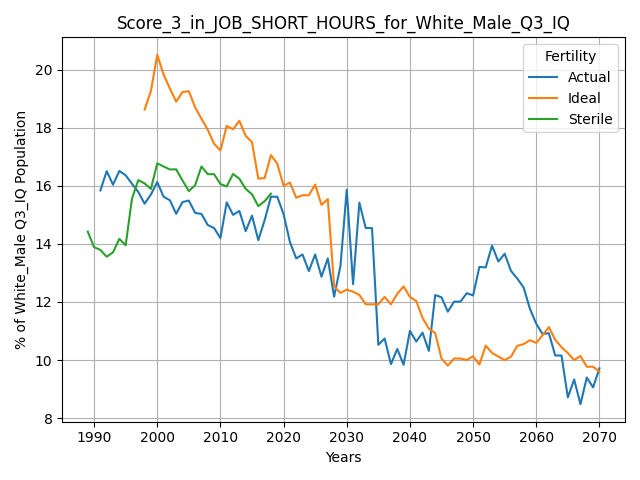 Score_3_in_JOB_SHORT_HOURS_for_White_Male_Q3_IQ
% of White_Male Q3_IQ Population
20
18
16
14
12
10
8
Fertility
Actual
Ideal
Sterile
1990 2000 2010 2020 2030 2040 2050 2060 2070
Years